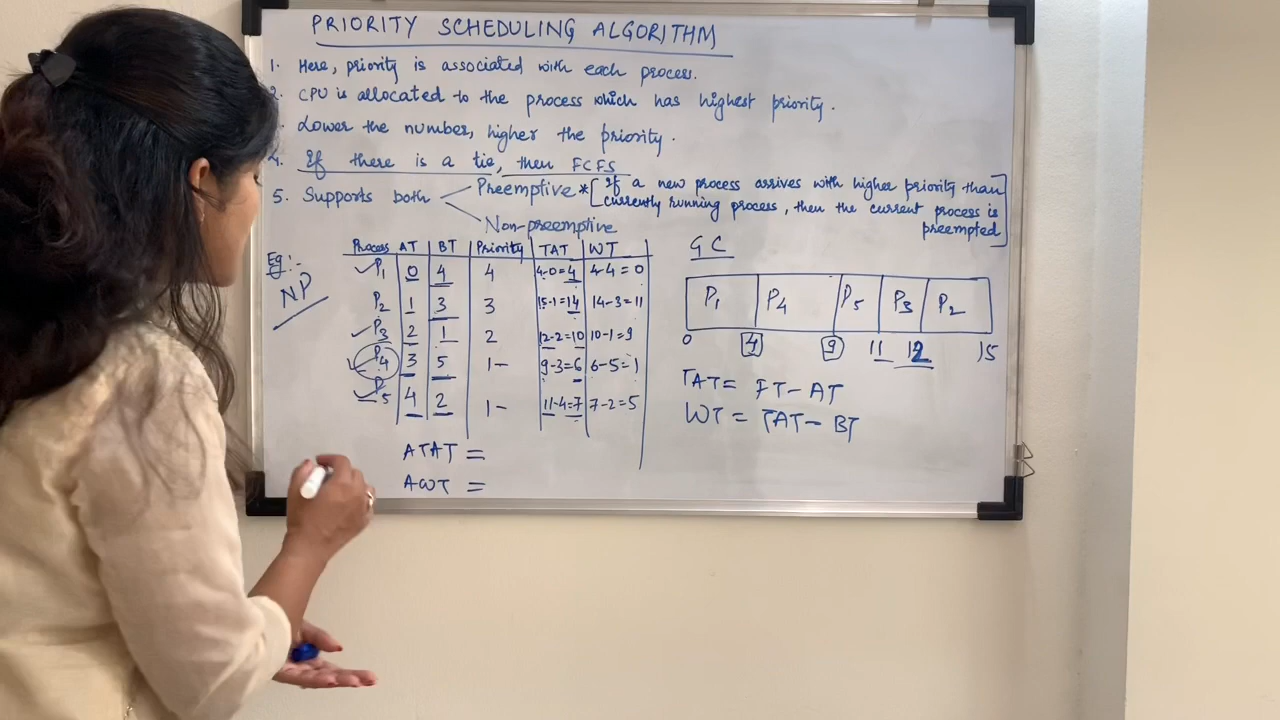 PRIORITY SCHEDULING ALGORITHM
1. Here, priority is associated with each process.
2. CPU is allocated to the process which has highest priority.
Lower the number, higher the priority.
4. If there is a tie, then FCFS
5. Supports both Preemptive * [If a new process arrives with higher priority than
currently running process, then the current process is
preempted]
Non-preemptive
Eg:-
NP
Process AT BT Priority TAT WT
✓P1 0 4 4 4-0=4 4-4=0
P2 1 3 3 15-1=14 14-3=11
✓P3 2 1 2 12-2=10 10-1=9
✓P4 3 5 1- 9-3=6 6-5=1
✓P5 4 2 1- 11-4=7 7-2=5
ATAT =
AWT =
GC
P1 P4 P5 P3 P2
0 4 9 11 12 15
TAT = FT-AT
WT = TAT-BT